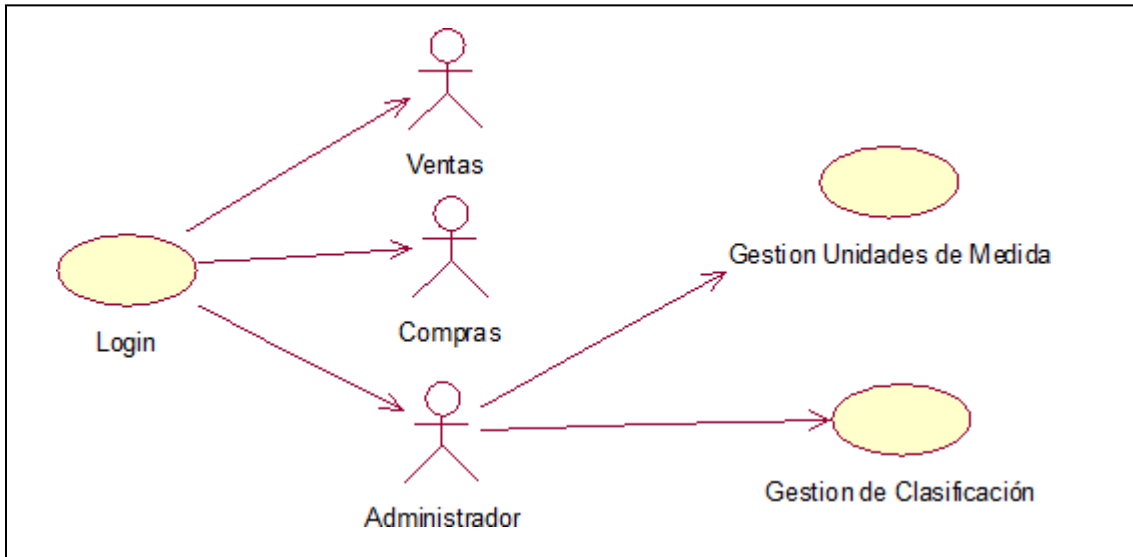 Ventas
Gestion Unidades de Medida
Login
Compras
Gestion de Clasificación
Administrador